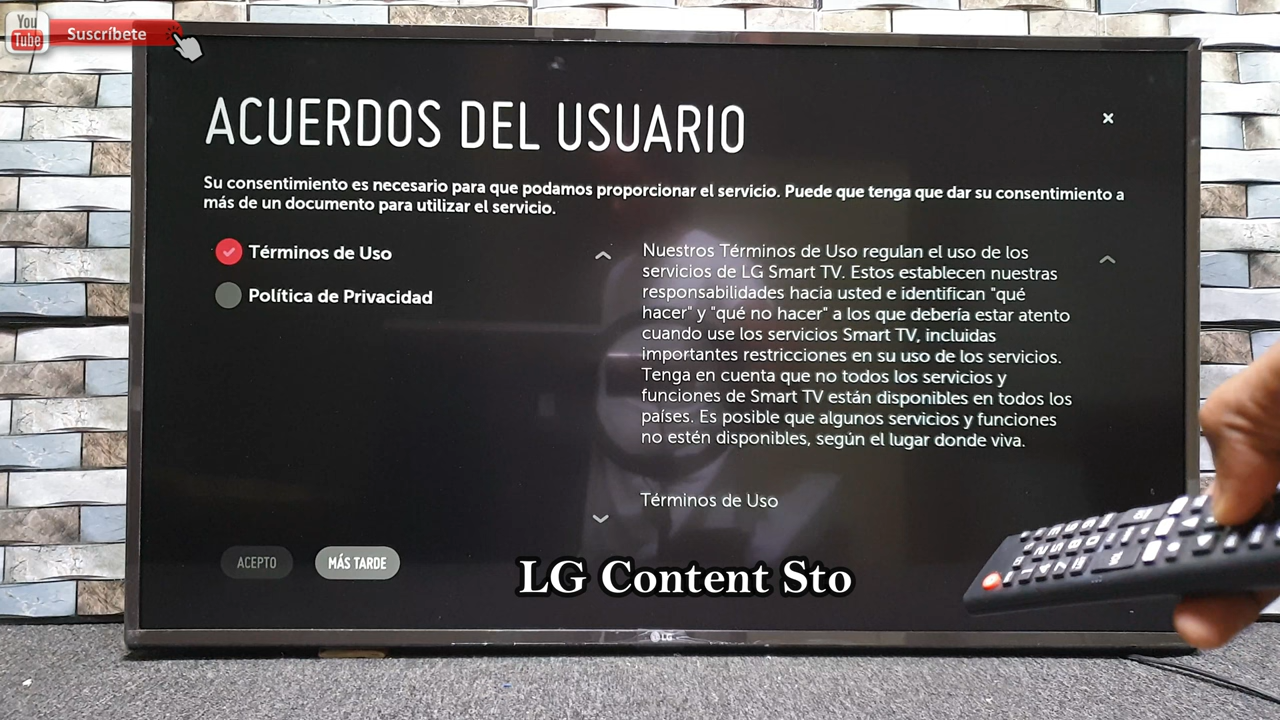 You
Tube
Suscríbete
ACUERDOS DEL USUARIO
Su consentimiento es necesario para que podamos proporcionar el servicio. Puede que tenga que dar su consentimiento a
más de un documento para utilizar el servicio.
Términos de Uso
Política de Privacidad
Nuestros Términos de Uso regulan el uso de los
servicios de LG Smart TV. Estos establecen nuestras
responsabilidades hacia usted e identifican "qué
hacer" y "qué no hacer" a los que debería estar atento
cuando use los servicios Smart TV, incluidas
importantes restricciones en su uso de los servicios.
Tenga en cuenta que no todos los servicios y
funciones de Smart TV están disponibles en todos los
países. Es posible que algunos servicios y funciones
no estén disponibles, según el lugar donde viva.
Términos de Uso
ACEPTO
MÁS TARDE
LG Content Sto
LG